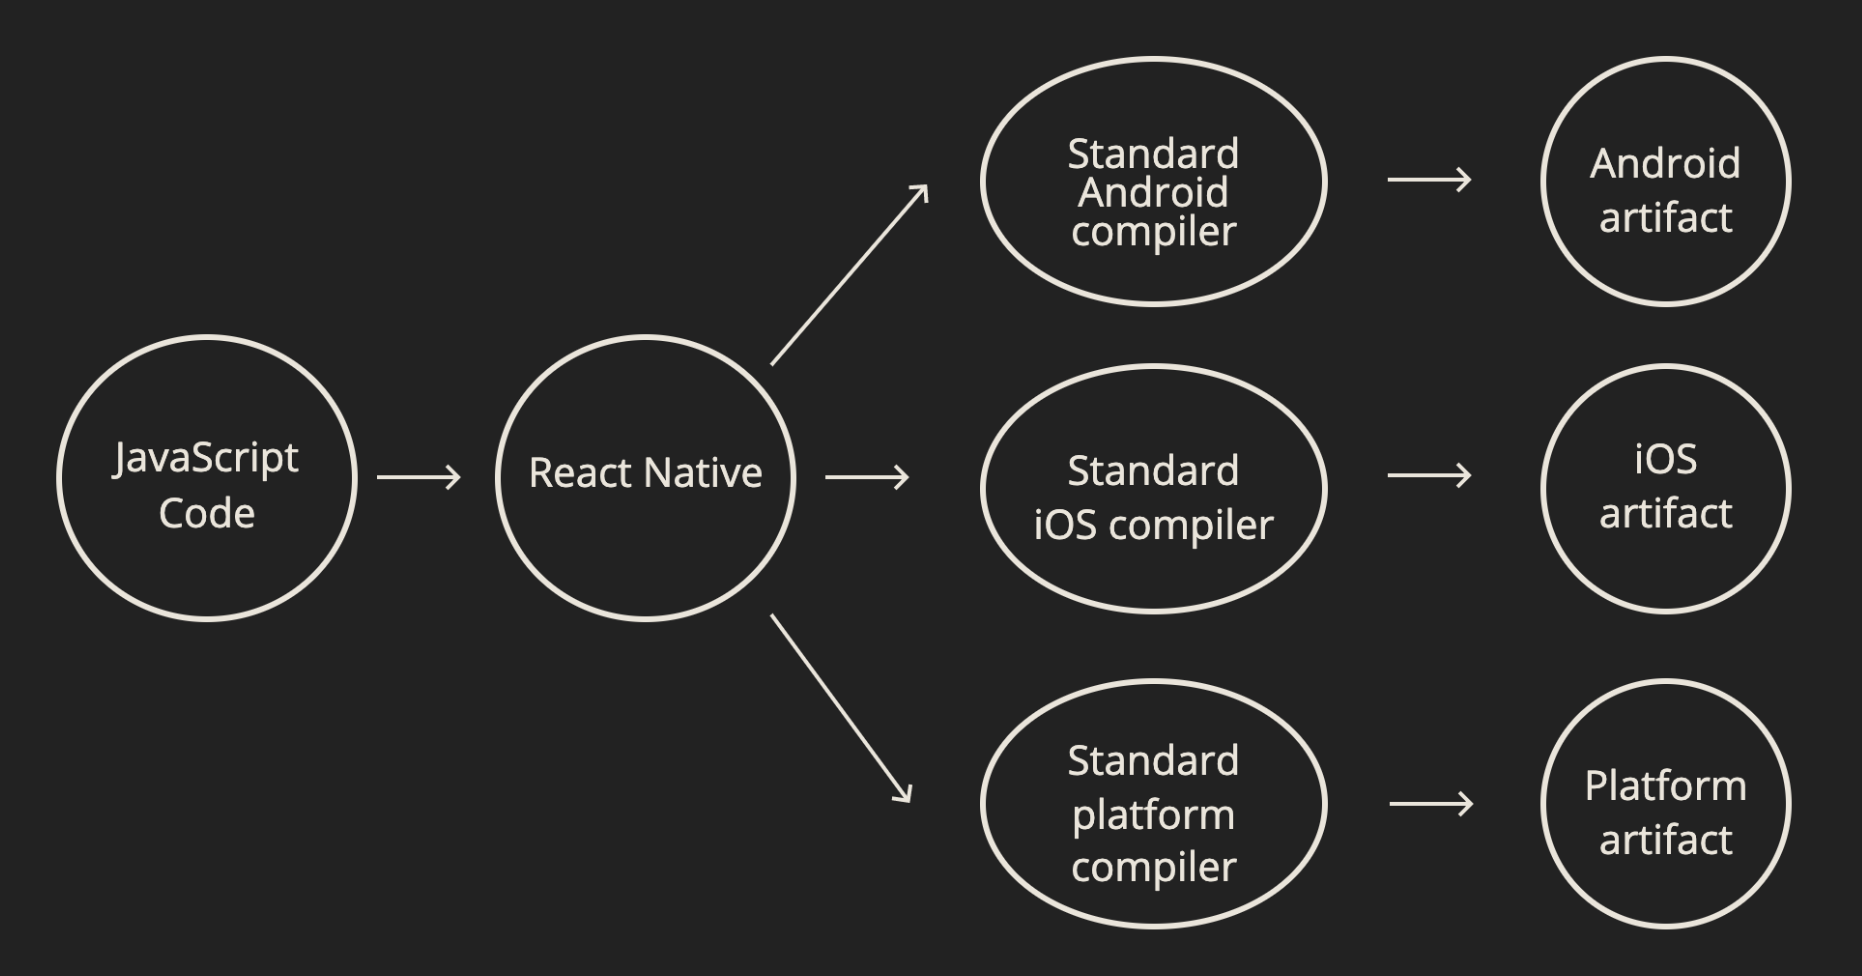 JavaScript
Code
React Native
Standard
Android
compiler
Android
artifact
Standard
iOS compiler
iOS
artifact
Standard
platform
compiler
Platform
artifact